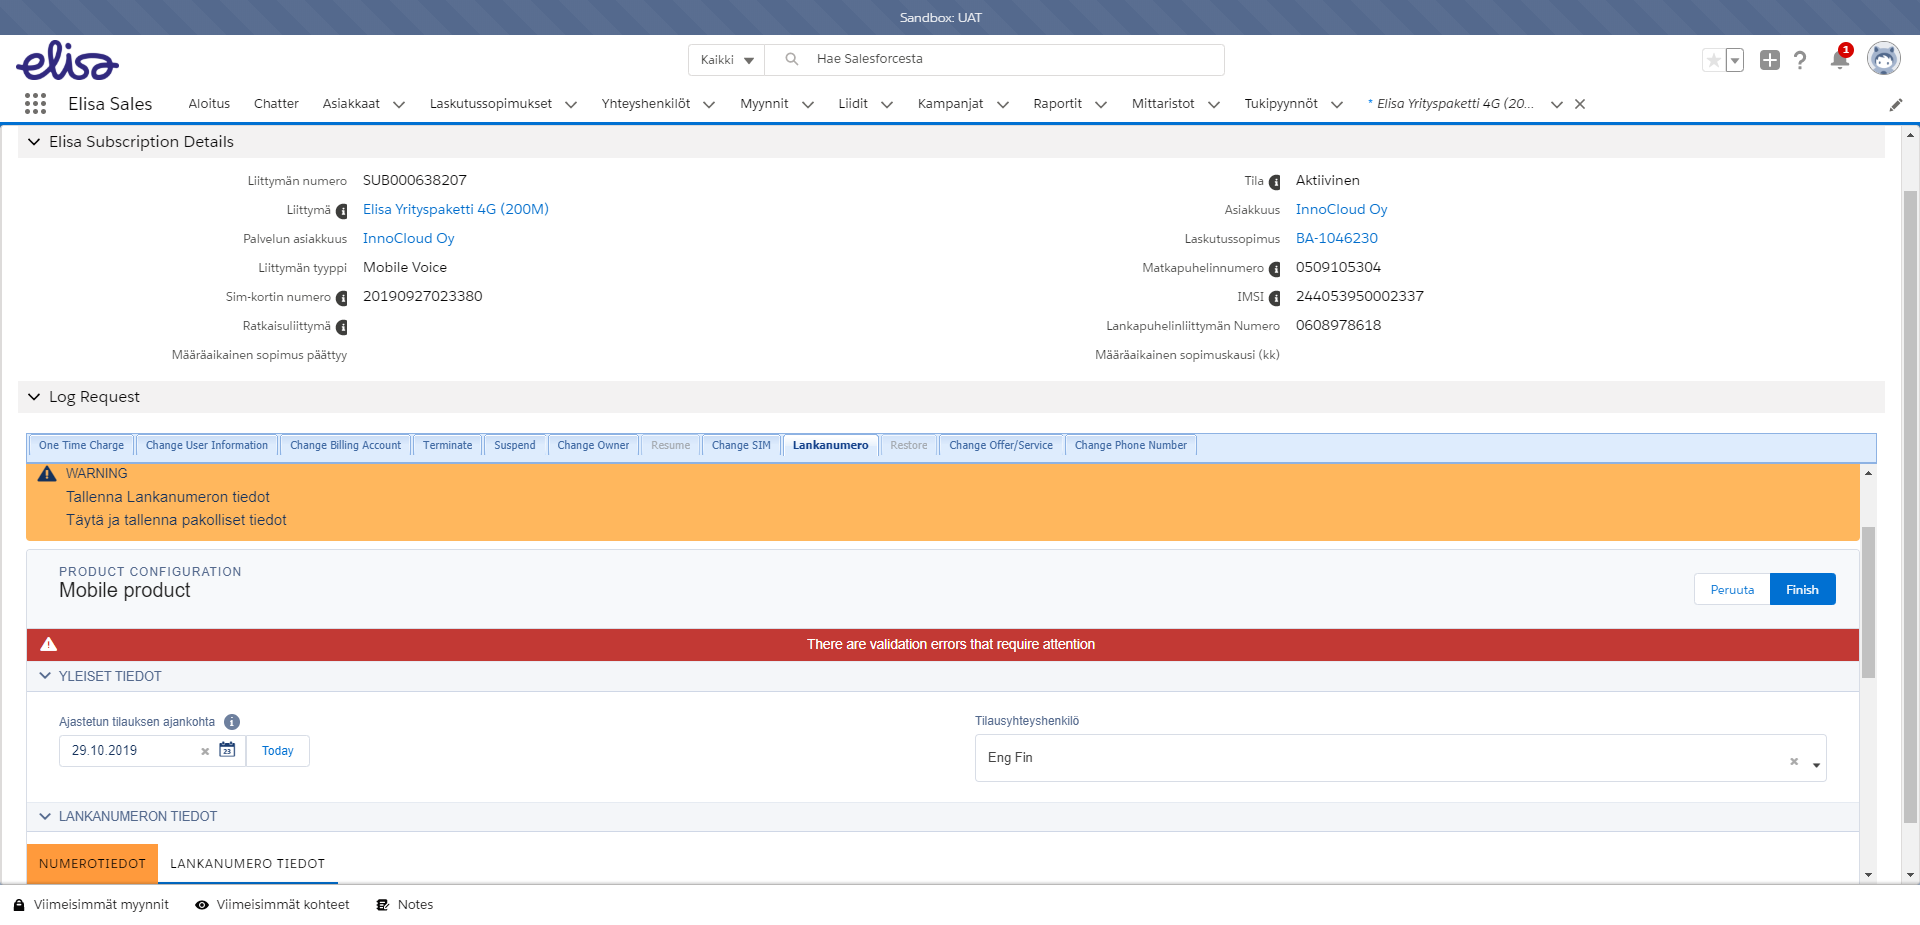 Sandbox: UAT
elisa
Kaikki
Hae Salesforcesta
1
Elisa Sales
Aloitus
Chatter
Asiakkaat
Laskutussopimukset
Yhteyshenkilöt
Myynnit
Liidit
Kampanjat
Raportit
Mittaristot
Tukipyynnöt
* Elisa Yrityspaketti 4G (20...
Elisa Subscription Details
Liittymän numero SUB000638207
Tila Aktiivinen
Liittymä Elisa Yrityspaketti 4G (200M)
Asiakkuus InnoCloud Oy
Palvelun asiakkuus InnoCloud Oy
Laskutussopimus BA-1046230
Liittymän tyyppi Mobile Voice
Matkapuhelinnumero 0509105304
Sim-kortin numero 20190927023380
IMSI 244053950002337
Ratkaisuliittymä
Lankapuhelinliittymän Numero 0608978618
Määräaikainen sopimus päättyy
Määräaikainen sopimuskausi (kk)
Log Request
One Time Charge
Change User Information
Change Billing Account
Terminate
Suspend
Change Owner
Resume
Change SIM
Lankanumero
Restore
Change Offer/Service
Change Phone Number
WARNING
Tallenna Lankanumeron tiedot
Täytä ja tallenna pakolliset tiedot
PRODUCT CONFIGURATION
Mobile product
Peruuta
Finish
There are validation errors that require attention
YLEISET TIEDOT
Ajastetun tilauksen ajankohta
Tilausyhteyshenkilö
29.10.2019
23
Today
Eng Fin
LANKANUMERON TIEDOT
NUMEROTIEDOT
LANKANUMERO TIEDOT
Viimeisimmät myynnit
Viimeisimmät kohteet
Notes